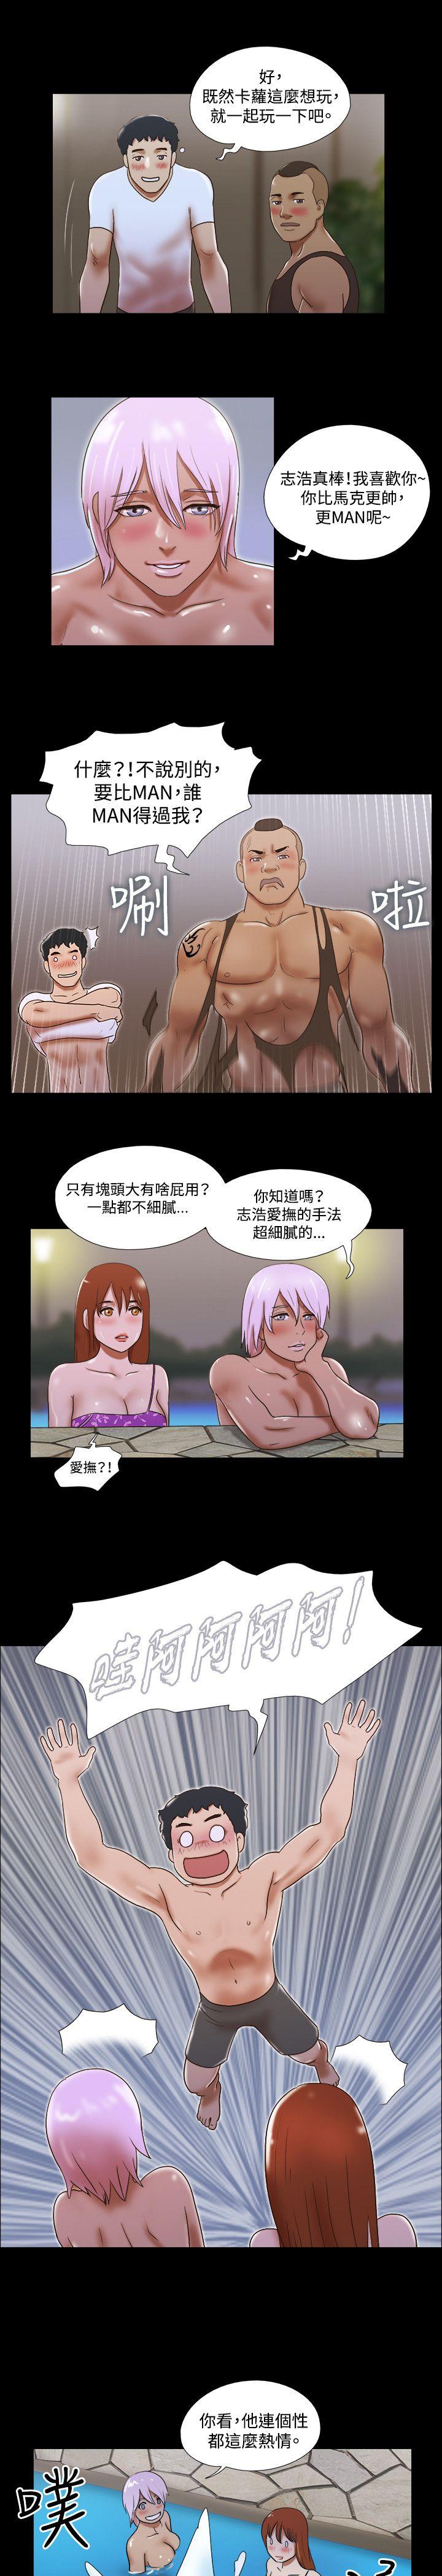 好，
既然卡蘿這麼想玩，
就一起玩一下吧。
志浩真棒！我喜歡你~
你比馬克更帥，
更MAN呢~
什麼？！不說別的，
要比MAN，誰
MAN得過我？
唰
啦
只有塊頭大有啥屁用？
一點都不細膩...
你知道嗎？
志浩愛撫的手法
超細膩的...
愛撫？！
哇阿阿阿阿！
你看，他連個性
都這麼熱情。
噗